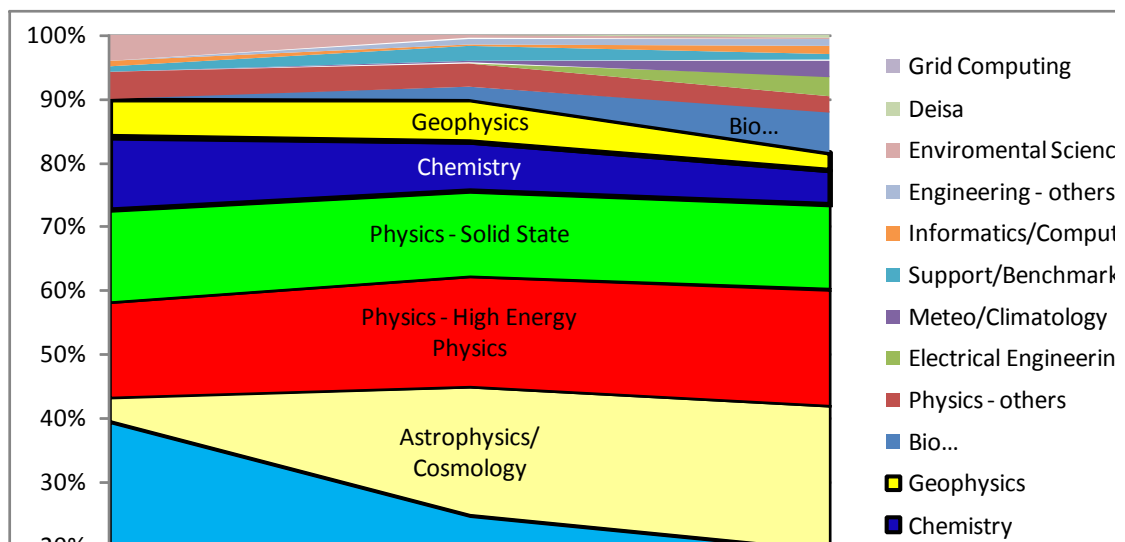 100%
90%
80%
70%
60%
50%
40%
30%
Geophysics
Bio...
Chemistry
Physics - Solid State
Physics - High Energy
Physics
Astrophysics/
Cosmology
Grid Computing
Deisa
Enviromental Scienc
Engineering - others
Informatics/Comput
Support/Benchmark
Meteo/Climatology
Electrical Engineerin
Physics - others
Bio...
Geophysics
Chemistry